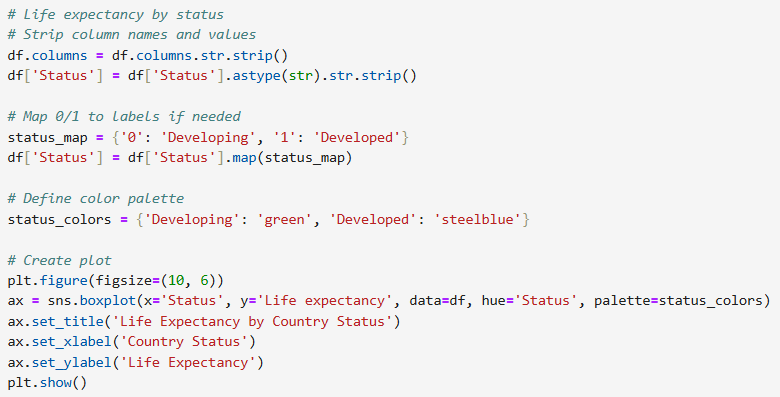 # Life expectancy by status
# Strip column names and values
df.columns = df.columns.str.strip()
df['Status'] = df['Status'].astype(str).str.strip()

# Map 0/1 to labels if needed
status_map = {'0': 'Developing', '1': 'Developed'}
df['Status'] = df['Status'].map(status_map)

# Define color palette
status_colors = {'Developing': 'green', 'Developed': 'steelblue'}

# Create plot
plt.figure(figsize=(10, 6))
ax = sns.boxplot(x='Status', y='Life expectancy', data=df, hue='Status', palette=status_colors)
ax.set_title('Life Expectancy by Country Status')
ax.set_xlabel('Country Status')
ax.set_ylabel('Life Expectancy')
plt.show()